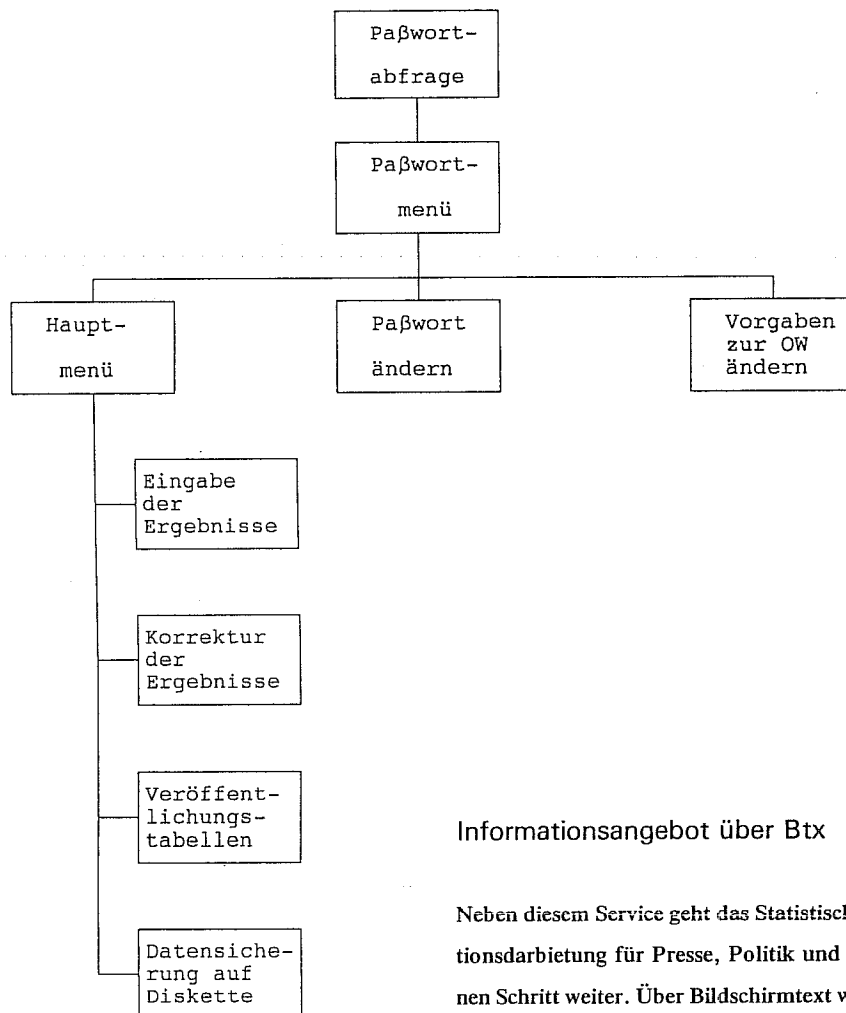 Paßwort-
abfrage
Paßwort-
menü
Haupt-
menü
Paßwort
ändern
Vorgaben
zur OW
ändern
Eingabe
der
Ergebnisse
Korrektur
der
Ergebnisse
Veröffent-
lichungs-
tabellen
Datensiche-
rung auf
Diskette
Informationsangebot über Btx
Neben diesem Service geht das Statistisch
tionsdarbietung für Presse, Politik und
nen Schritt weiter. Über Bildschirmtext w